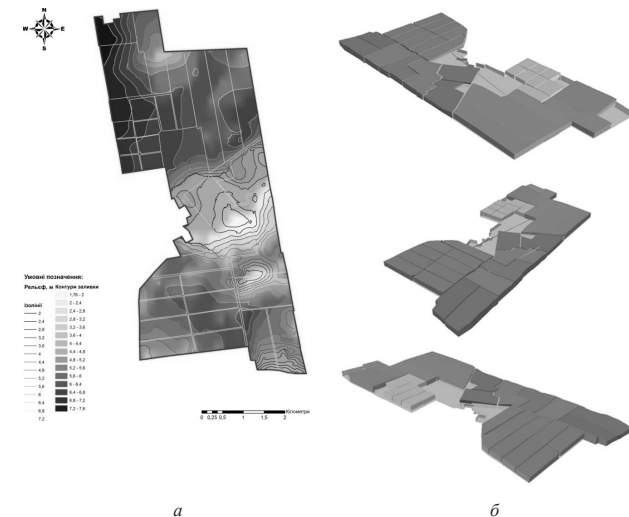 N
W E
S
Умовні позначення:
Рельєф, м Контури заливки
Ізолінії
1,76 - 2
2 2 - 2,4
2,4 2,4 - 2,8
2,8 2,8 - 3,2
3,2 3,2 - 3,6
3,6 3,6 - 4
4 4 - 4,4
4,4 4,4 - 4,8
4,8 4,8 - 5,2
5,2 5,2 - 5,6
5,6 5,6 - 6
6 6 - 6,4
6,4 6,4 - 6,8
6,8 6,8 - 7,2
7,2 7,2 - 7,6
Кілометри
0 0,25 0,5 1 1,5 2
а б